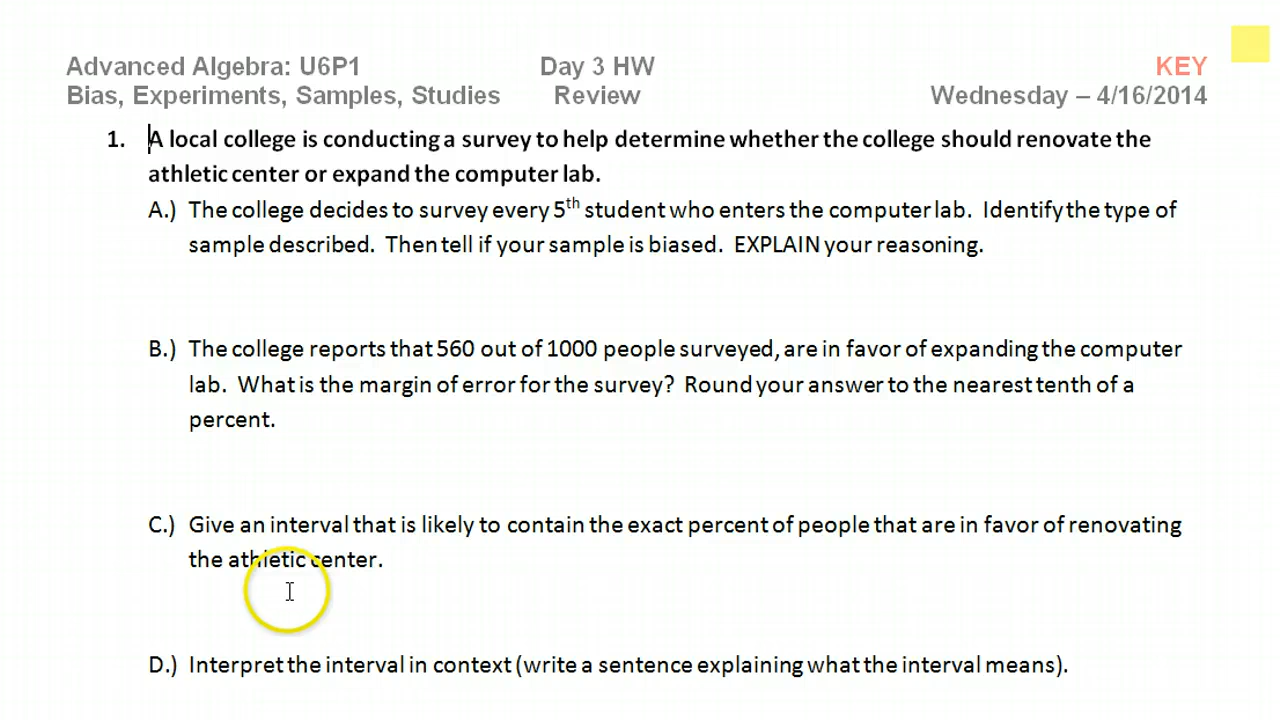 Advanced Algebra: U6P1 Day 3 HW KEY
Bias, Experiments, Samples, Studies Review Wednesday – 4/16/2014
1. A local college is conducting a survey to help determine whether the college should renovate the
athletic center or expand the computer lab.
A.) The college decides to survey every 5th student who enters the computer lab. Identify the type of
sample described. Then tell if your sample is biased. EXPLAIN your reasoning.
B.) The college reports that 560 out of 1000 people surveyed, are in favor of expanding the computer
lab. What is the margin of error for the survey? Round your answer to the nearest tenth of a
percent.
C.) Give an interval that is likely to contain the exact percent of people that are in favor of renovating
the athletic center.
D.) Interpret the interval in context (write a sentence explaining what the interval means).